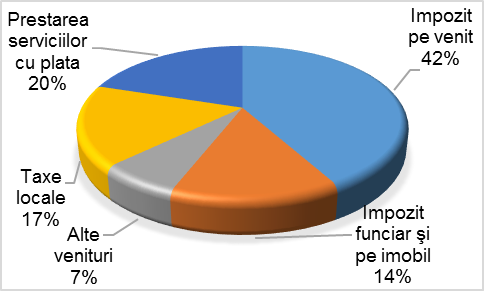 Prestarea
serviciilor
cu plata
20%
Impozit
pe venit
42%
Taxe
locale
17%
Alte
venituri
7%
Impozit
funciar şi
pe imobil
14%